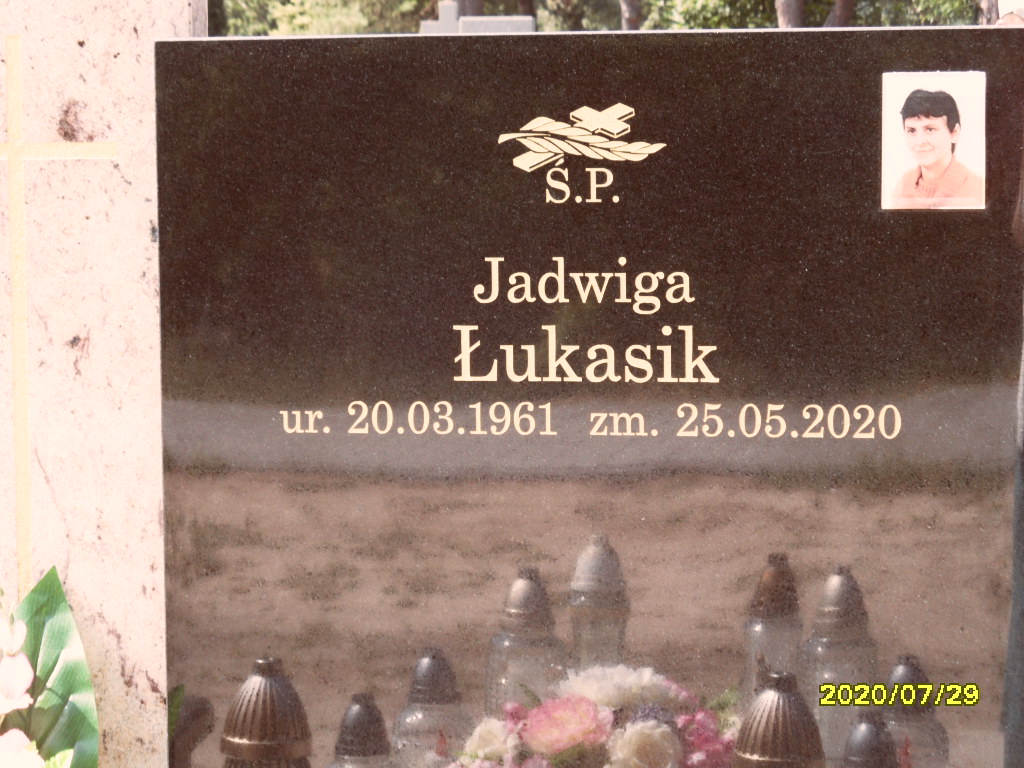 Ś.P.
Jadwiga
Łukasik
ur. 20.03.1961 zm. 25.05.2020
2020/07/29